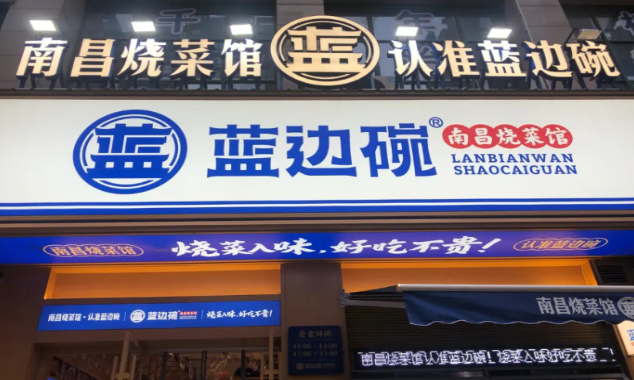 南昌烧菜馆 蓝 认准蓝边碗
蓝 蓝边碗® 南昌烧菜馆
LANBIANWAN
SHAOCAIGUAN
南昌烧菜馆 烧菜入味,好吃不贵! 认准蓝边碗
南昌烧菜馆·认准蓝边碗 蓝 蓝边碗 烧菜入味,好吃不贵!
南昌烧菜馆
营业时间
南昌烧菜馆认准蓝边碗!烧菜入味好吃不贵